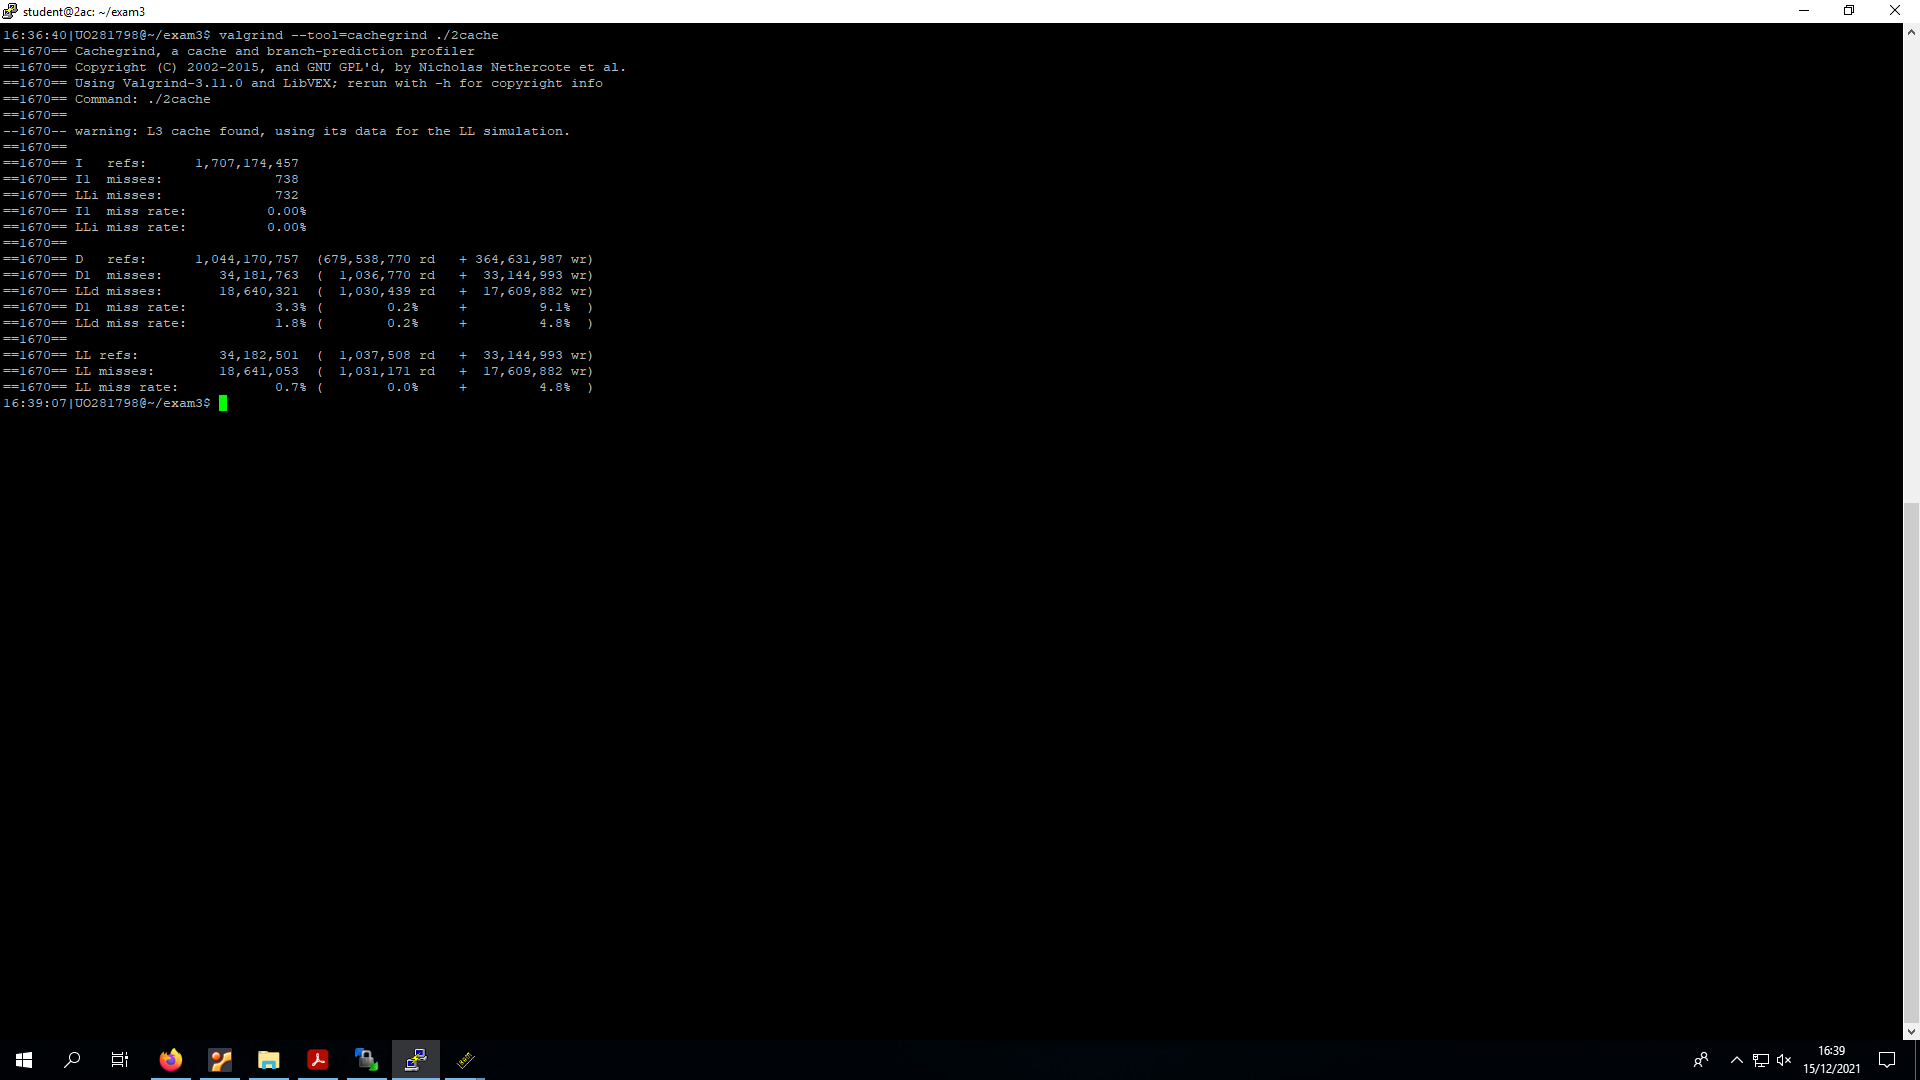 student@2ac: ~/exam3
16:36:40|UO281798@~/exam3$ valgrind --tool=cachegrind ./2cache
==1670== Cachegrind, a cache and branch-prediction profiler
==1670== Copyright (C) 2002-2015, and GNU GPL'd, by Nicholas Nethercote et al.
==1670== Using Valgrind-3.11.0 and LibVEX; rerun with -h for copyright info
==1670== Command: ./2cache
==1670==
--1670-- warning: L3 cache found, using its data for the LL simulation.
==1670==
==1670== I   refs:      1,707,174,457
==1670== I1  misses:              738
==1670== LLi misses:              732
==1670== I1  miss rate:          0.00%
==1670== LLi miss rate:          0.00%
==1670==
==1670== D   refs:      1,044,170,757  (679,538,770 rd   + 364,631,987 wr)
==1670== D1  misses:       34,181,763  (  1,036,770 rd   +  33,144,993 wr)
==1670== LLd misses:       18,640,321  (  1,030,439 rd   +  17,609,882 wr)
==1670== D1  miss rate:           3.3% (        0.2%     +         9.1%  )
==1670== LLd miss rate:           1.8% (        0.2%     +         4.8%  )
==1670==
==1670== LL refs:          34,182,501  (  1,037,508 rd   +  33,144,993 wr)
==1670== LL misses:        18,641,053  (  1,031,171 rd   +  17,609,882 wr)
==1670== LL miss rate:            0.7% (        0.0%     +         4.8%  )
16:39:07|UO281798@~/exam3$
16:39
15/12/2021